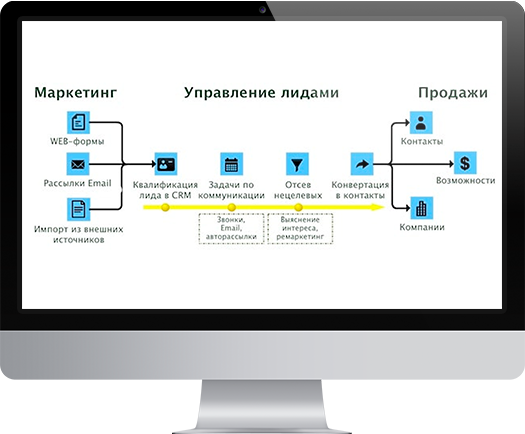 Маркетинг
Управление лидами
Продажи
WEB-формы
Рассылки Email
Импорт из внешних
источников
Квалификация
лида в CRM
Задачи по
коммуникации
Звонки,
Email,
авторассылки
Отсев
нецелевых
Выяснение
интереса,
ремаркетинг
Конвертация
в контакты
Контакты
$
Возможности
Компании